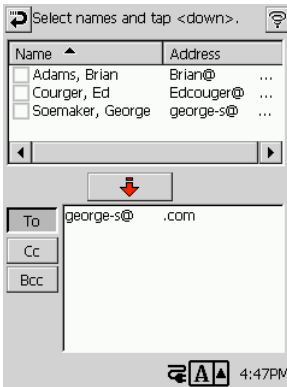 Select names and tap <down>.
Name Address
Adams, Brian Brian@ ...
Courger, Ed Edcouger@ ...
Soemaker, George george-s@ ...
To george-s@ .com
Cc
Bcc
A 4:47PM